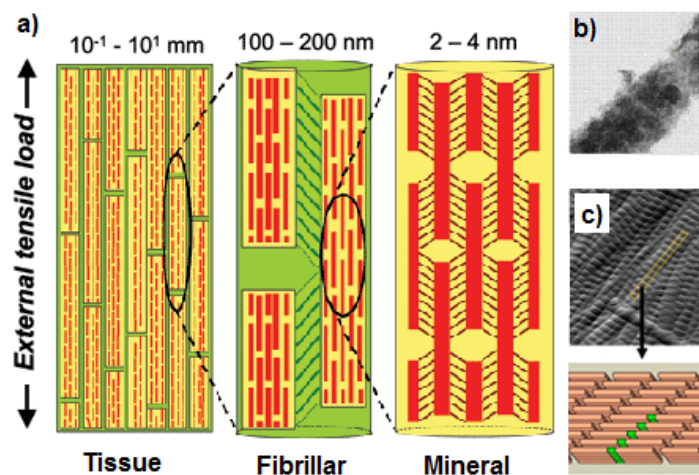 a)
10⁻¹ - 10¹ mm
100 – 200 nm
2 – 4 nm
b)
External tensile load
c)
Tissue
Fibrillar
Mineral